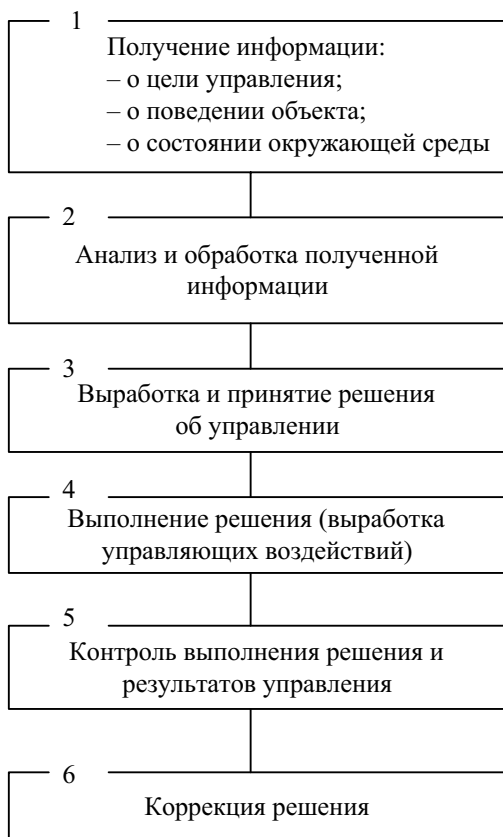 1
Получение информации:
– о цели управления;
– о поведении объекта;
– о состоянии окружающей среды
2
Анализ и обработка полученной
информации
3
Выработка и принятие решения
об управлении
4
Выполнение решения (выработка
управляющих воздействий)
5
Контроль выполнения решения и
результатов управления
6
Коррекция решения